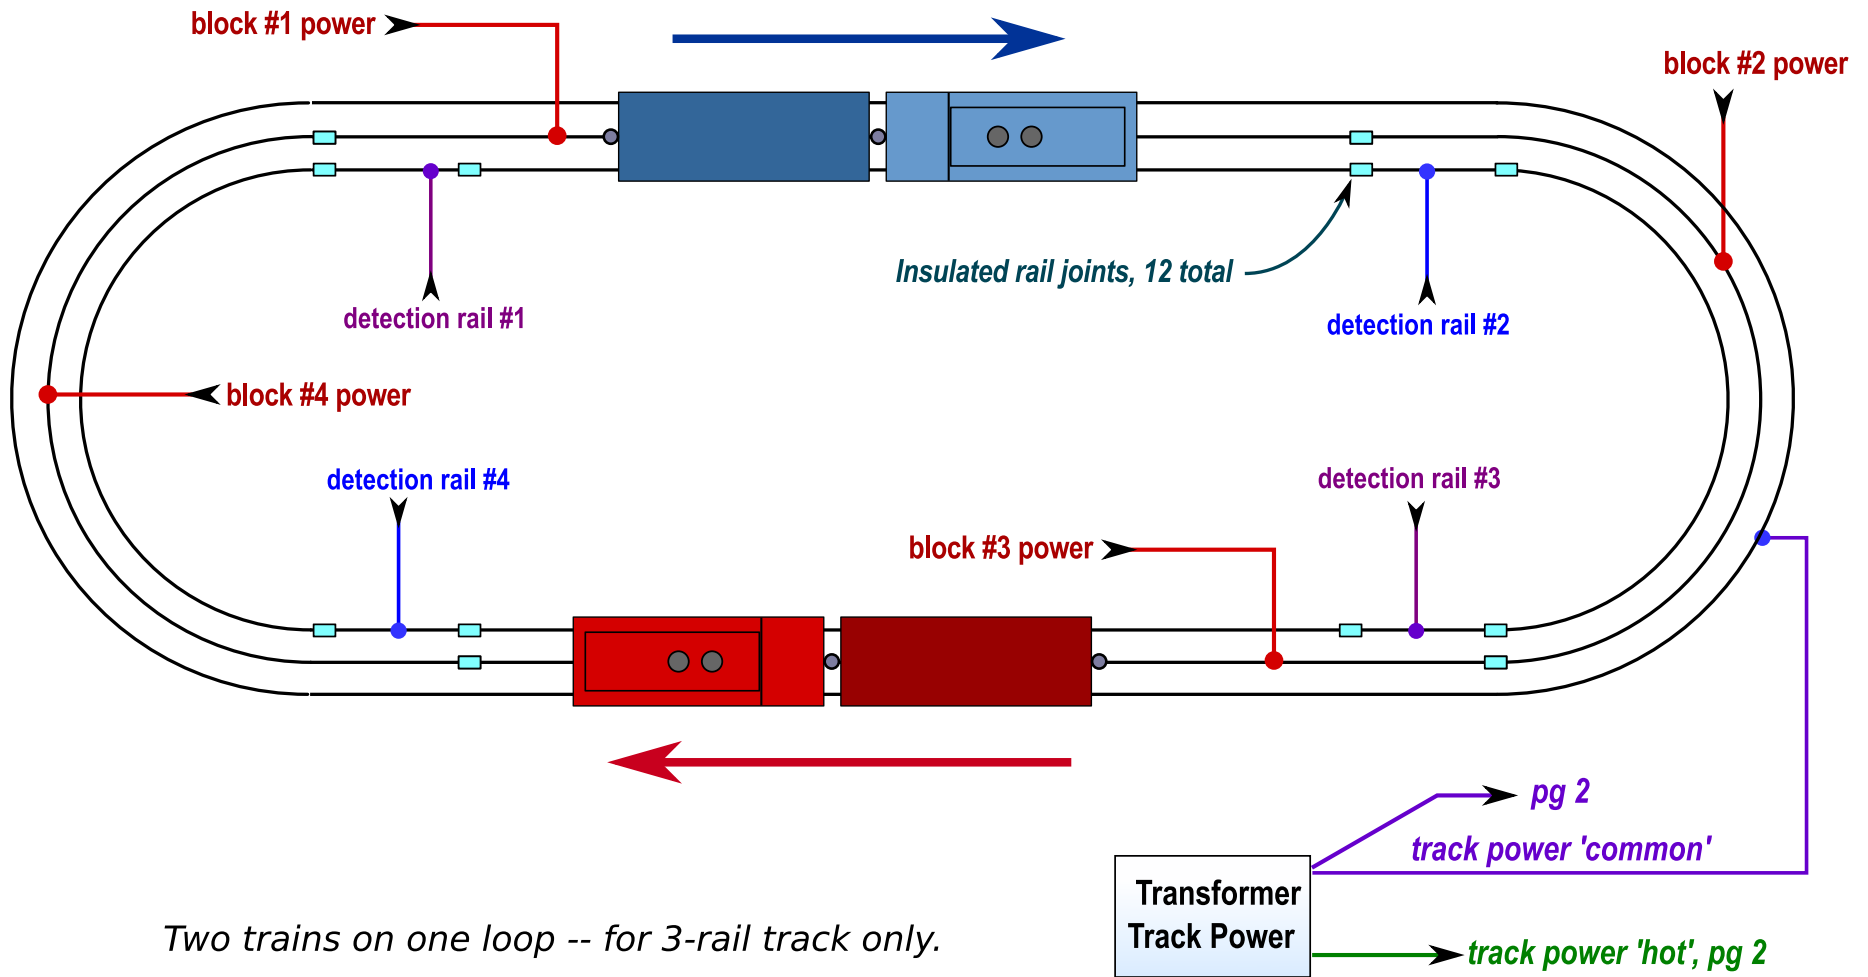 block #1 power
block #2 power
Insulated rail joints, 12 total
detection rail #1
detection rail #2
block #4 power
detection rail #4
detection rail #3
block #3 power
pg 2
track power 'common'
Transformer
Track Power
Two trains on one loop -- for 3-rail track only.
track power 'hot', pg 2